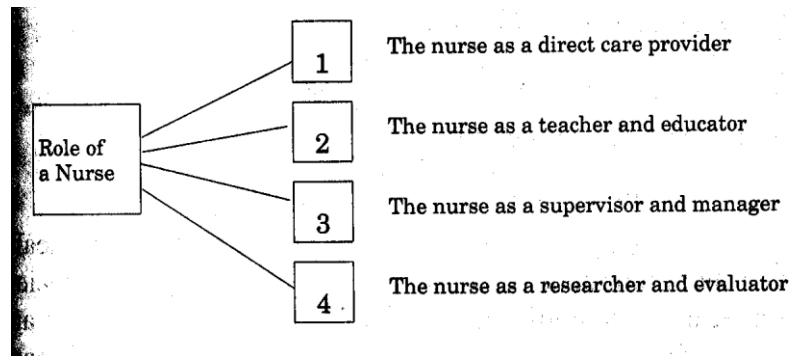 1 The nurse as a direct care provider
2 The nurse as a teacher and educator
Role of
a Nurse
3 The nurse as a supervisor and manager
4 The nurse as a researcher and evaluator